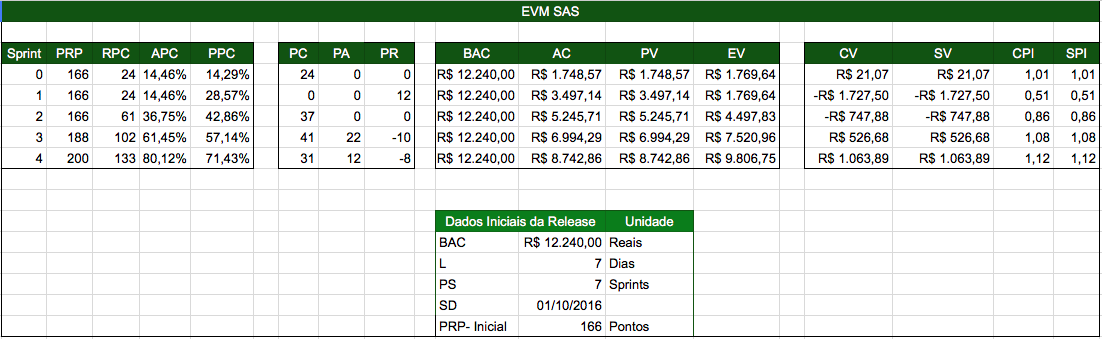 EVM SAS
Sprint PRP RPC APC PPC PC PA PR BAC AC PV EV CV SV CPI SPI
0 166 24 14,46% 14,29% 24 0 0 R$ 12.240,00 R$ 1.748,57 R$ 1.748,57 R$ 1.769,64 R$ 21,07 R$ 21,07 1,01 1,01
1 166 24 14,46% 28,57% 0 0 12 R$ 12.240,00 R$ 3.497,14 R$ 3.497,14 R$ 1.769,64 -R$ 1.727,50 -R$ 1.727,50 0,51 0,51
2 166 61 36,75% 42,86% 37 0 0 R$ 12.240,00 R$ 5.245,71 R$ 5.245,71 R$ 4.497,83 -R$ 747,88 -R$ 747,88 0,86 0,86
3 188 102 61,45% 57,14% 41 22 -10 R$ 12.240,00 R$ 6.994,29 R$ 6.994,29 R$ 7.520,96 R$ 526,68 R$ 526,68 1,08 1,08
4 200 133 80,12% 71,43% 31 12 -8 R$ 12.240,00 R$ 8.742,86 R$ 8.742,86 R$ 9.806,75 R$ 1.063,89 R$ 1.063,89 1,12 1,12
Dados Iniciais da Release Unidade
BAC R$ 12.240,00 Reais
L 7 Dias
PS 7 Sprints
SD 01/10/2016
PRP- Inicial 166 Pontos